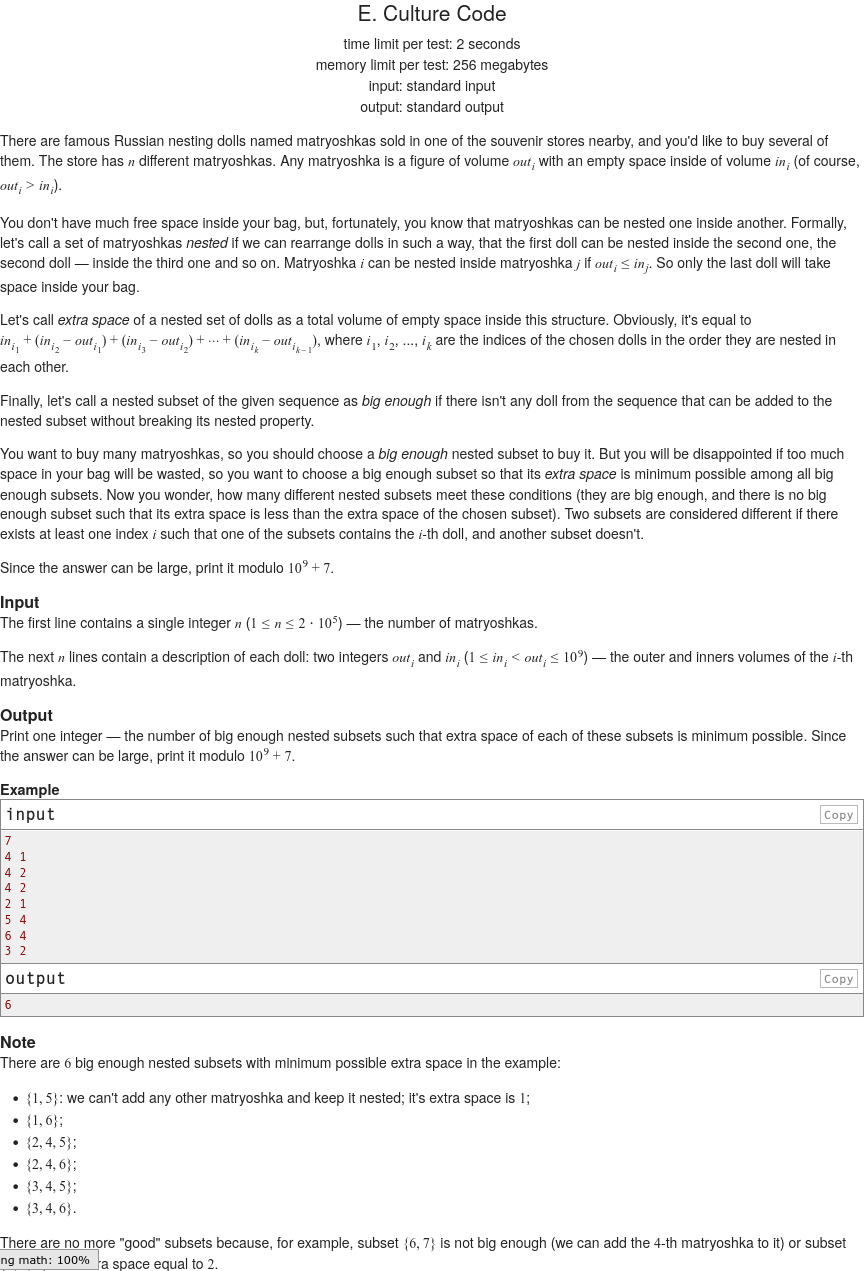 E. Culture Code
time limit per test: 2 seconds
memory limit per test: 256 megabytes
input: standard input
output: standard output
There are famous Russian nesting dolls named matryoshkas sold in one of the souvenir stores nearby, and you'd like to buy several of
them. The store has n different matryoshkas. Any matryoshka is a figure of volume out_i with an empty space inside of volume in_i (of course,
out_i > in_i).
You don't have much free space inside your bag, but, fortunately, you know that matryoshkas can be nested one inside another. Formally,
let's call a set of matryoshkas nested if we can rearrange dolls in such a way, that the first doll can be nested inside the second one, the
second doll — inside the third one and so on. Matryoshka i can be nested inside matryoshka j if out_i ≤ in_j. So only the last doll will take
space inside your bag.
Let's call extra space of a nested set of dolls as a total volume of empty space inside this structure. Obviously, it's equal to
in_{i_1} + (in_{i_2} − out_{i_1}) + (in_{i_3} − out_{i_2}) + ⋯ + (in_{i_k} − out_{i_{k−1}}), where i_1, i_2, ..., i_k are the indices of the chosen dolls in the order they are nested in
each other.
Finally, let's call a nested subset of the given sequence as big enough if there isn't any doll from the sequence that can be added to the
nested subset without breaking its nested property.
You want to buy many matryoshkas, so you should choose a big enough nested subset to buy it. But you will be disappointed if too much
space in your bag will be wasted, so you want to choose a big enough subset so that its extra space is minimum possible among all big
enough subsets. Now you wonder, how many different nested subsets meet these conditions (they are big enough, and there is no big
enough subset such that its extra space is less than the extra space of the chosen subset). Two subsets are considered different if there
exists at least one index i such that one of the subsets contains the i-th doll, and another subset doesn't.
Since the answer can be large, print it modulo 10^9 + 7.
Input
The first line contains a single integer n (1 ≤ n ≤ 2 · 10^5) — the number of matryoshkas.
The next n lines contain a description of each doll: two integers out_i and in_i (1 ≤ in_i < out_i ≤ 10^9) — the outer and inners volumes of the i-th
matryoshka.
Output
Print one integer — the number of big enough nested subsets such that extra space of each of these subsets is minimum possible. Since
the answer can be large, print it modulo 10^9 + 7.
Example
input
Copy
7
4 1
4 2
4 2
2 1
5 4
6 4
3 2
output
Copy
6
Note
There are 6 big enough nested subsets with minimum possible extra space in the example:
• {1, 5}: we can't add any other matryoshka and keep it nested; it's extra space is 1;
• {1, 6};
• {2, 4, 5};
• {2, 4, 6};
• {3, 4, 5};
• {3, 4, 6}.
There are no more "good" subsets because, for example, subset {6, 7} is not big enough (we can add the 4-th matryoshka to it) or subset
ng math: 100%
ra space equal to 2.